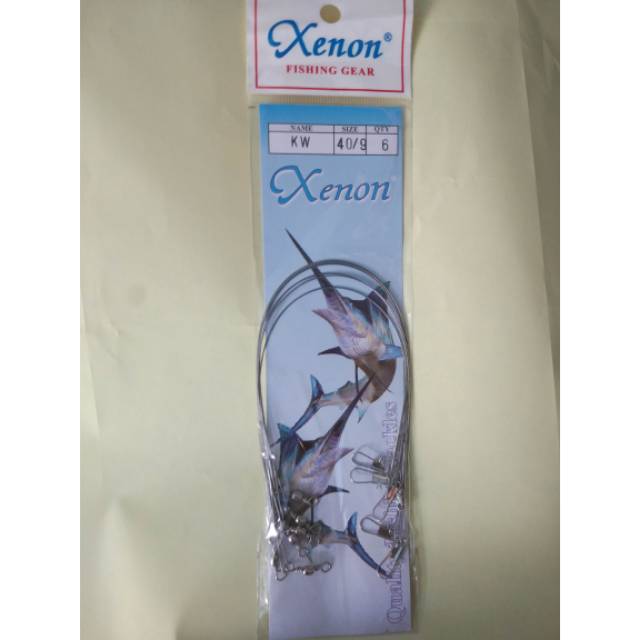 Xenon®
FISHING GEAR
NAME SIZE QTY
KW 40/9 6
Xenon